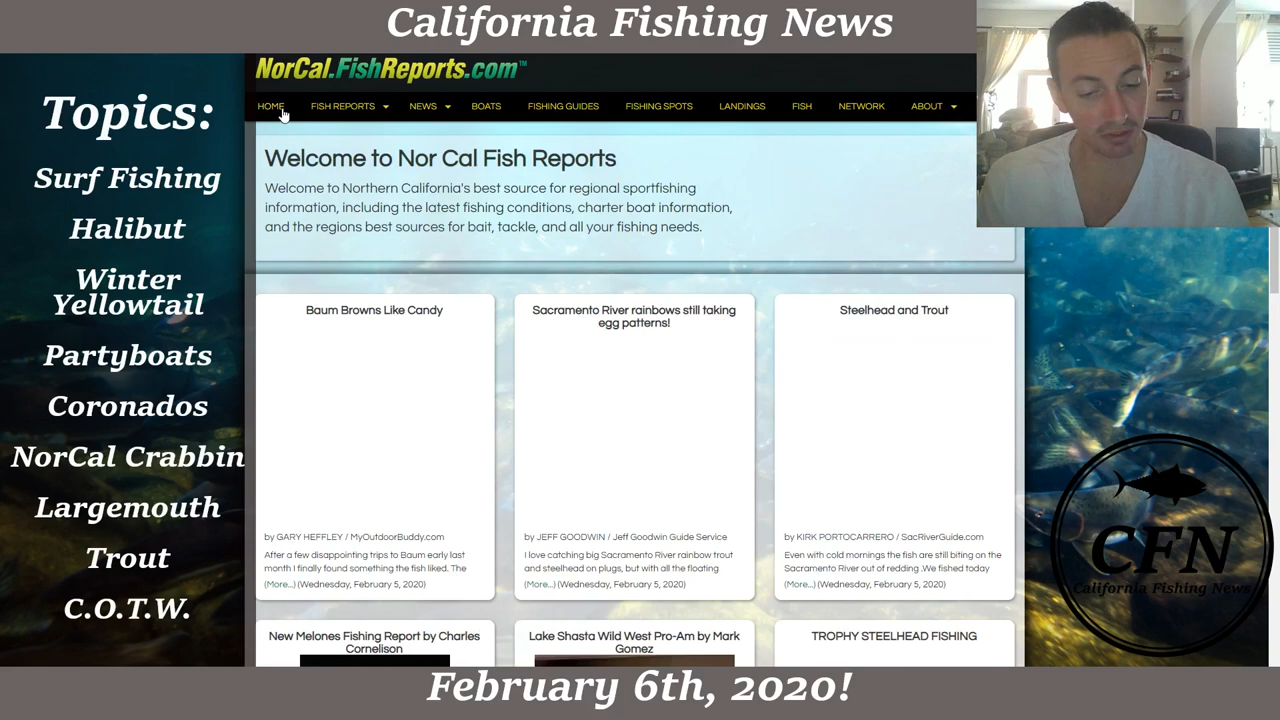 California Fishing News
Topics:
Surf Fishing
Halibut
Winter
Yellowtail
Partyboats
Coronados
NorCal Crabbin
Largemouth
Trout
C.O.T.W.
NorCal.FishReports.com™
HOME FISH REPORTS NEWS BOATS FISHING GUIDES FISHING SPOTS LANDINGS FISH NETWORK ABOUT
Welcome to Nor Cal Fish Reports
Welcome to Northern California's best source for regional sportfishing
information, including the latest fishing conditions, charter boat information,
and the regions best sources for bait, tackle, and all your fishing needs.
Baum Browns Like Candy
by GARY HEFFLEY / MyOutdoorBuddy.com
After a few disappointing trips to Baum early last
month I finally found something the fish liked. The
(More...) (Wednesday, February 5, 2020)
Sacramento River rainbows still taking
egg patterns!
by JEFF GOODWIN / Jeff Goodwin Guide Service
I love catching big Sacramento River rainbow trout
and steelhead on plugs, but with all the floating
(More...) (Wednesday, February 5, 2020)
Steelhead and Trout
by KIRK PORTOCARRERO / SacRiverGuide.com
Even with cold mornings the fish are still biting on the
Sacramento River out of redding .We fished today
(More...) (Wednesday, February 5, 2020)
New Melones Fishing Report by Charles
Cornelison
Lake Shasta Wild West Pro-Am by Mark
Gomez
TROPHY STEELHEAD FISHING
CFN
California Fishing News
February 6th, 2020!